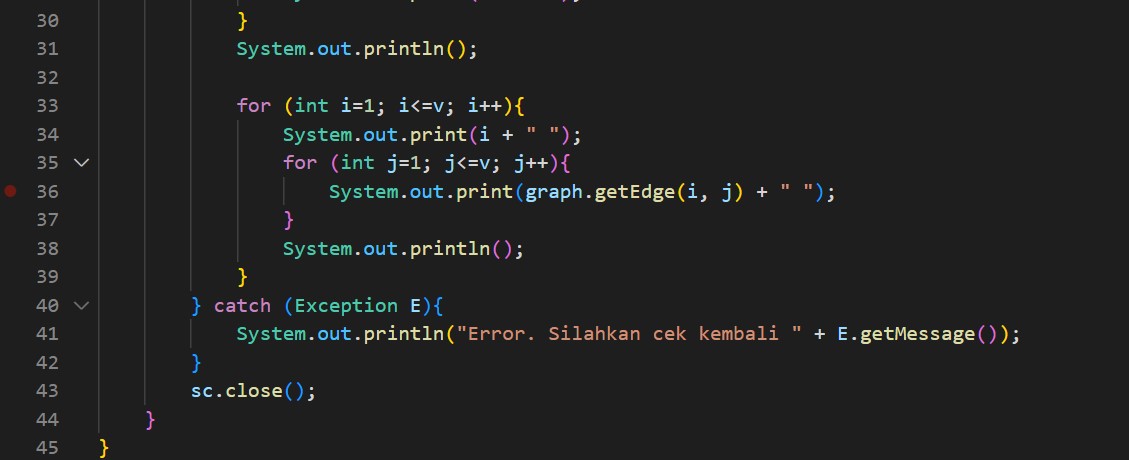 30 }
31 System.out.println();
32
33 for (int i=1; i<=v; i++){
34 System.out.print(i + " ");
35 for (int j=1; j<=v; j++){
36 System.out.print(graph.getEdge(i, j) + " ");
37 }
38 System.out.println();
39 }
40 } catch (Exception E){
41 System.out.println("Error. Silahkan cek kembali " + E.getMessage());
42 }
43 sc.close();
44 }
45 }